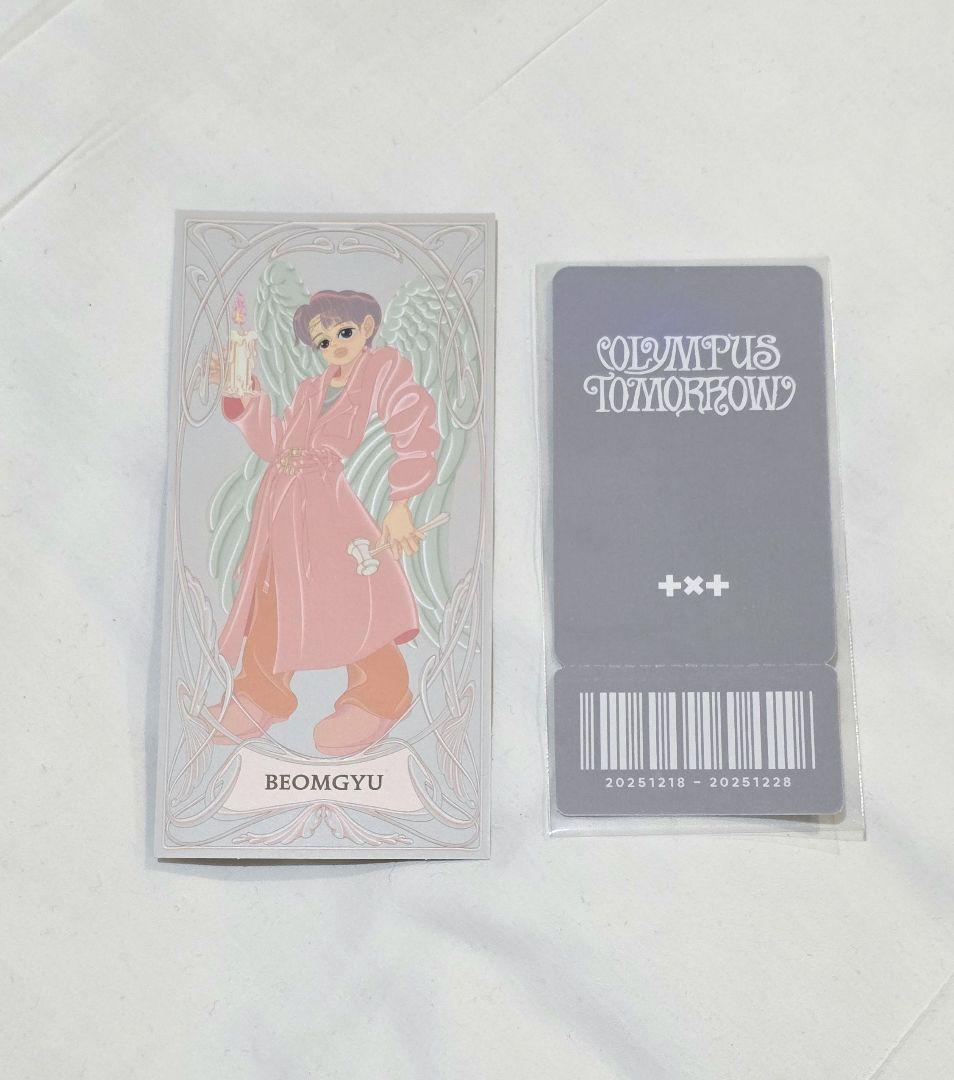 BEOMGYU
OLYMPUS
TOMORROW
+×+
20251218 - 20251228